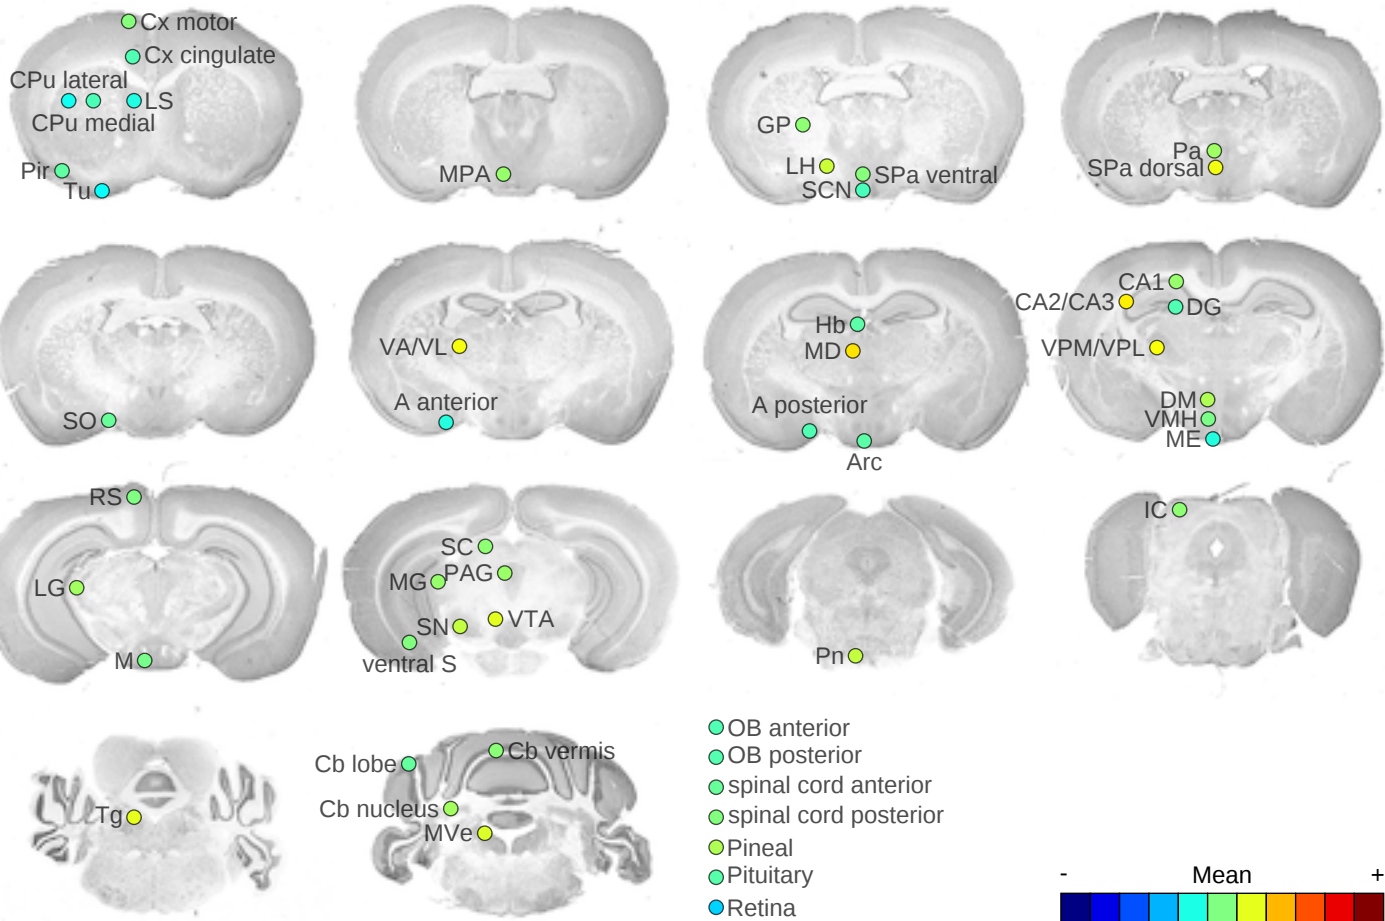 Cx motor
Cx cingulate
CPu lateral
LS
CPu medial
Pir
Tu
MPA
GP
LH
SPa ventral
SCN
Pa
SPa dorsal
SO
VA/VL
A anterior
Hb
MD
A posterior
Arc
CA1
CA2/CA3
DG
VPM/VPL
DM
VMH
ME
RS
LG
M
SC
MG
PAG
SN
VTA
ventral S
Pn
IC
Tg
Cb lobe
Cb vermis
Cb nucleus
MVe
OB anterior
OB posterior
spinal cord anterior
spinal cord posterior
Pineal
Pituitary
Retina
- Mean +